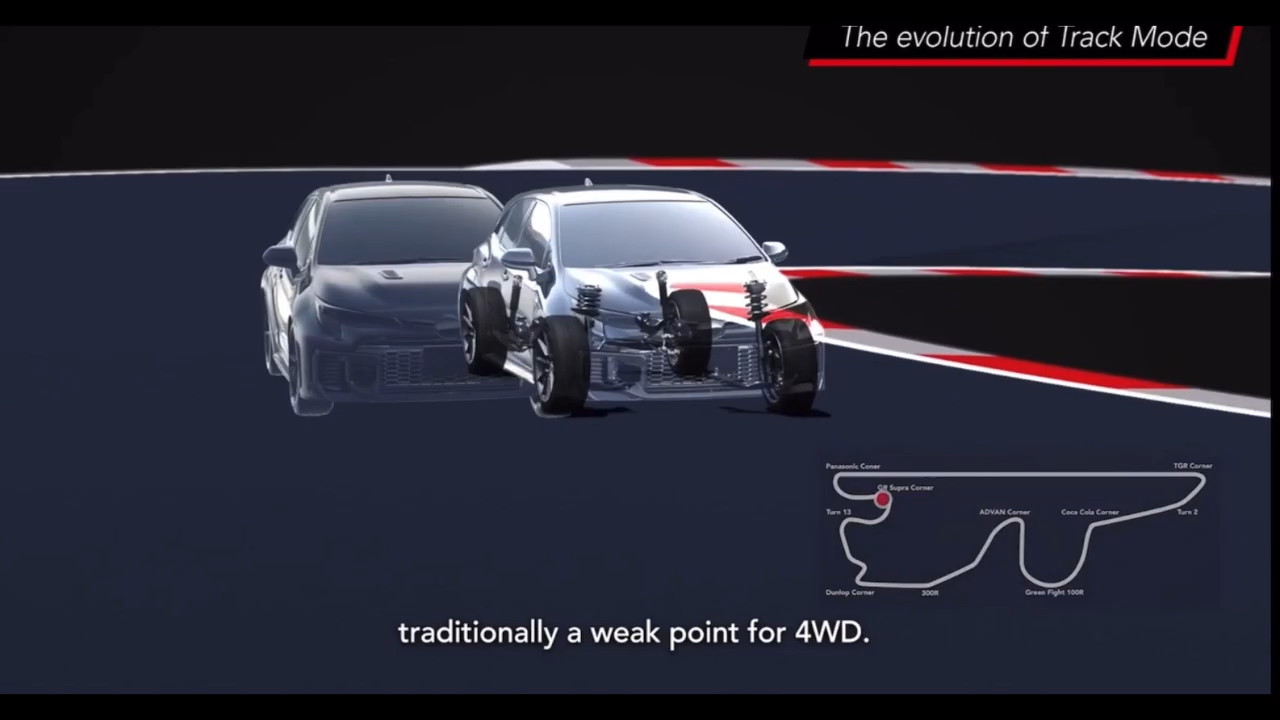 The evolution of Track Mode
Panasonic Coner
TGR Corner
GR Supra Corner
Turn 13
ADVAN Corner
Coca Cola Corner
Turn 2
Dunlop Corner
300R
Green Fight 100R
traditionally a weak point for 4WD.